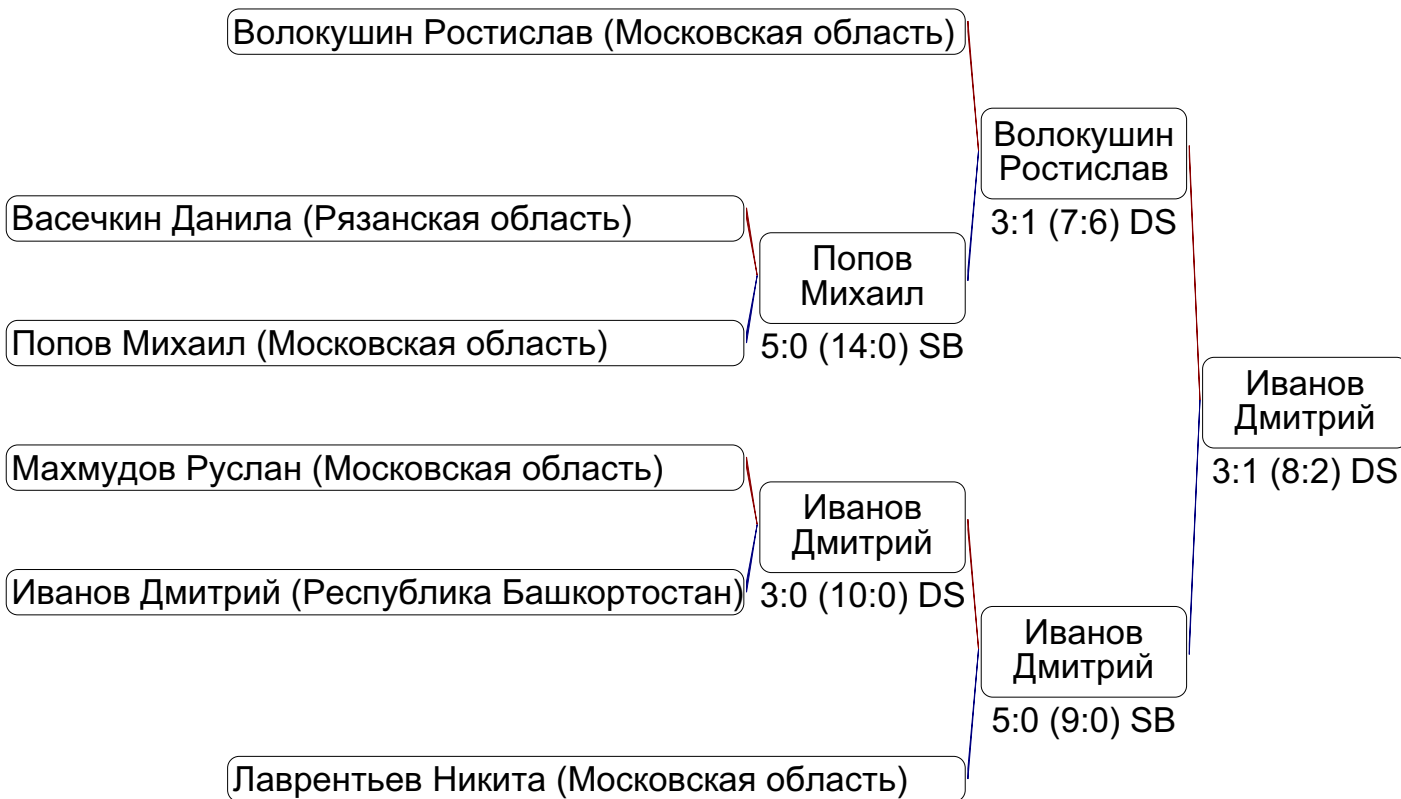 Волокушин Ростислав (Московская область)
Волокушин
Ростислав
3:1 (7:6) DS
Васечкин Данила (Рязанская область)
Попов
Михаил
5:0 (14:0) SB
Попов Михаил (Московская область)
Иванов
Дмитрий
3:1 (8:2) DS
Махмудов Руслан (Московская область)
Иванов
Дмитрий
3:0 (10:0) DS
Иванов Дмитрий (Республика Башкортостан)
Иванов
Дмитрий
5:0 (9:0) SB
Лаврентьев Никита (Московская область)